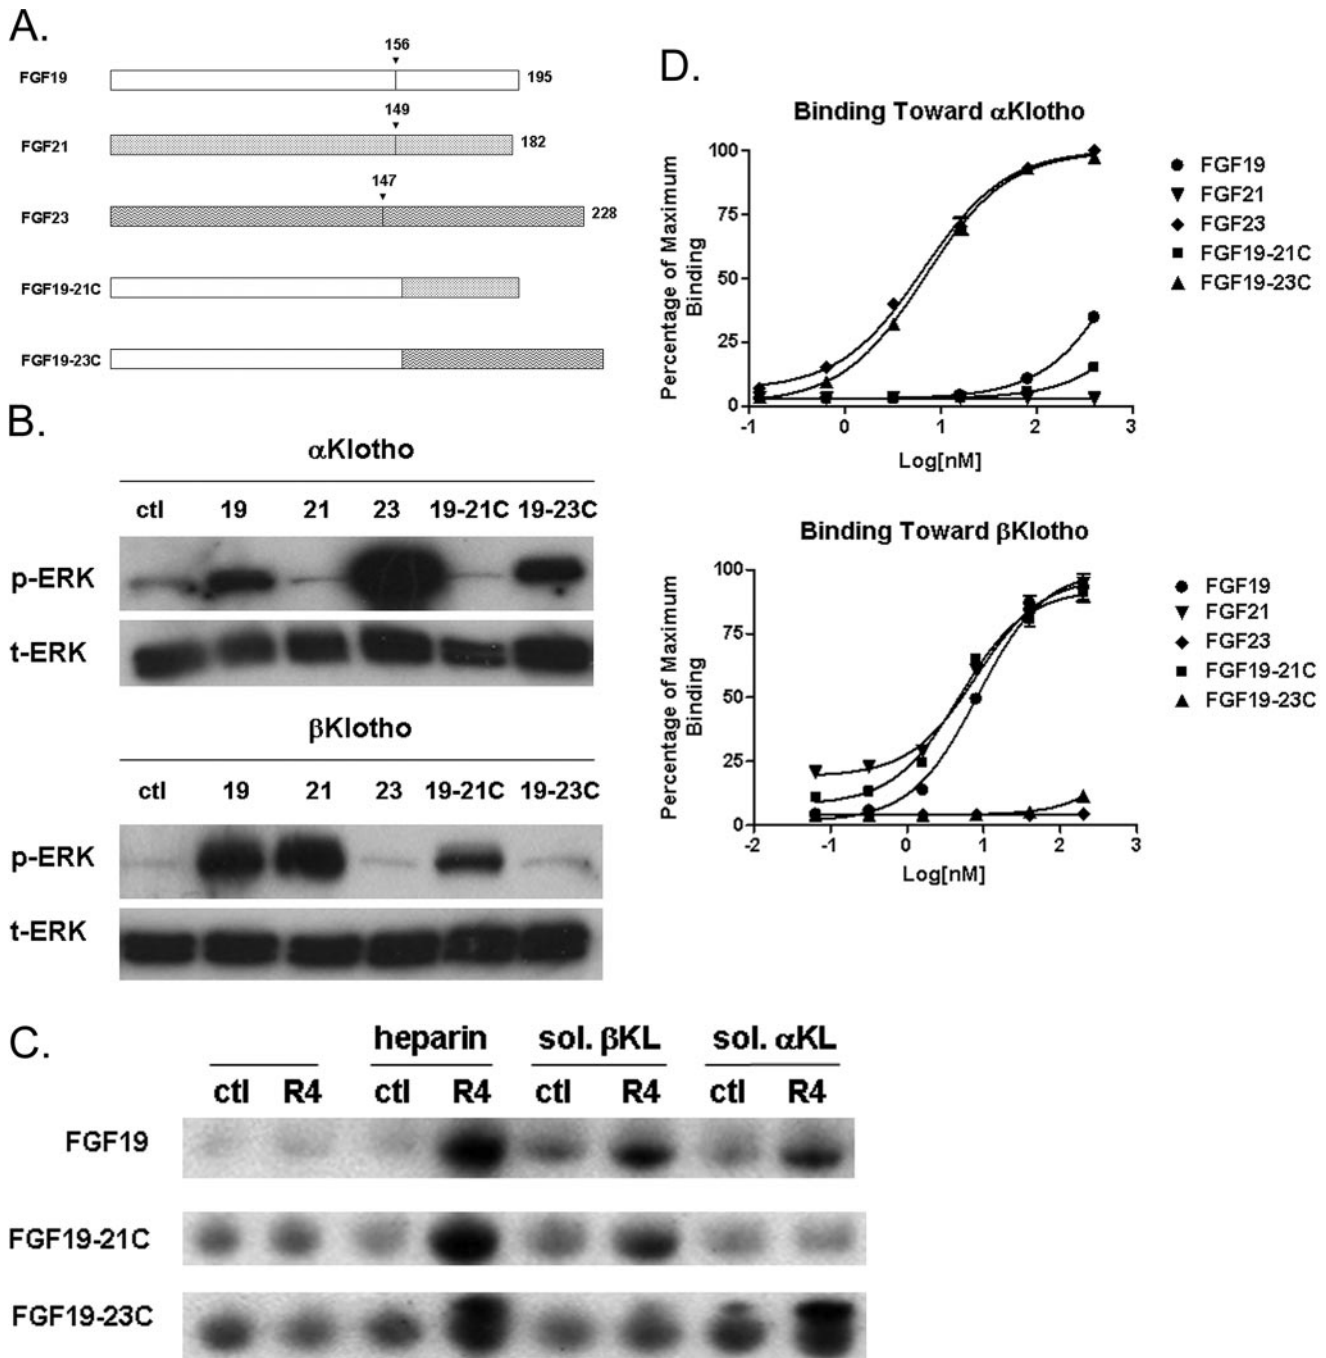 A.
156
FGF19
195
149
FGF21
182
147
FGF23
228
FGF19-21C
FGF19-23C
B.
αKlotho
ctl 19 21 23 19-21C 19-23C
p-ERK
t-ERK
βKlotho
ctl 19 21 23 19-21C 19-23C
p-ERK
t-ERK
C.
heparin sol. βKL sol. αKL
ctl R4 ctl R4 ctl R4 ctl R4
FGF19
FGF19-21C
FGF19-23C
D.
Binding Toward αKlotho
Percentage of Maximum
Binding
100
75
50
25
0
-1 0 1 2 3
Log[nM]
FGF19
FGF21
FGF23
FGF19-21C
FGF19-23C
Binding Toward βKlotho
Percentage of Maximum
Binding
100
75
50
25
0
-2 -1 0 1 2 3
Log[nM]
FGF19
FGF21
FGF23
FGF19-21C
FGF19-23C